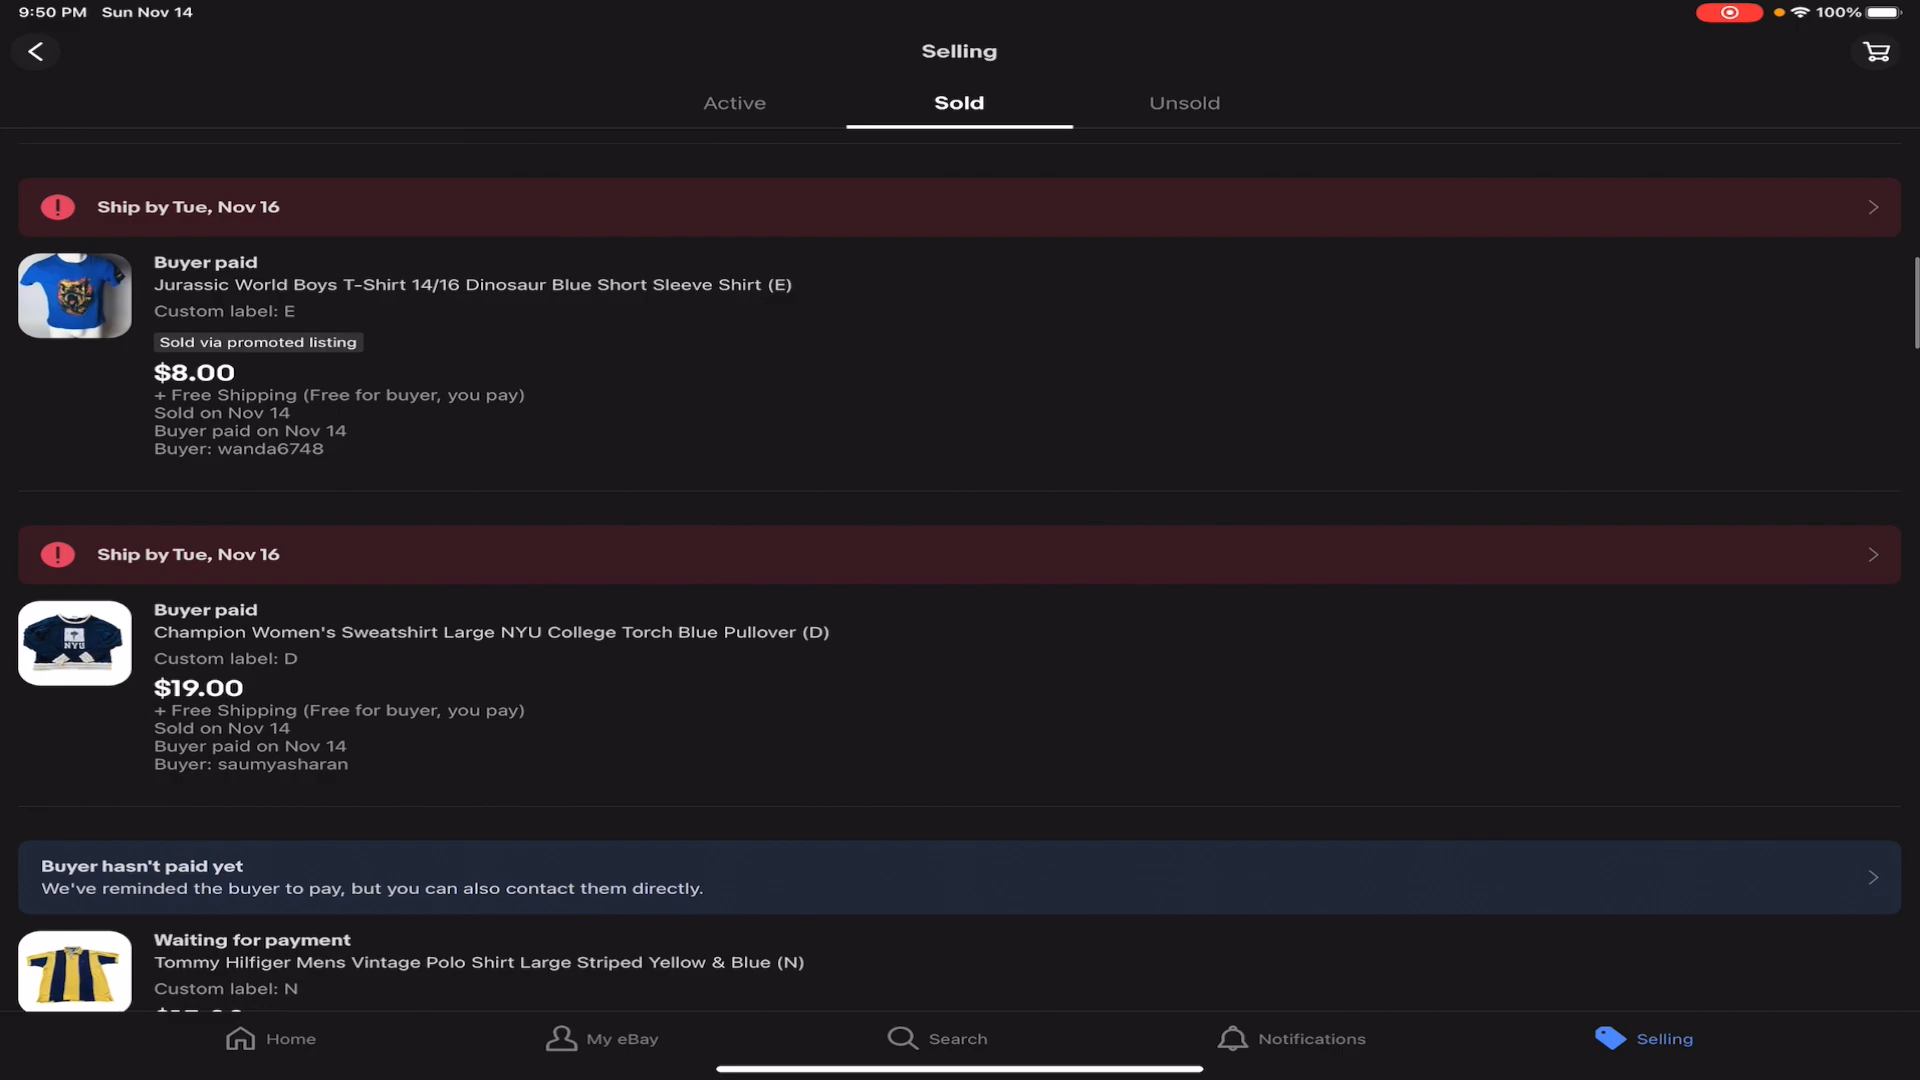 9:50 PM Sun Nov 14
100%
Selling
Active Sold Unsold
Ship by Tue, Nov 16
Buyer paid
Jurassic World Boys T-Shirt 14/16 Dinosaur Blue Short Sleeve Shirt (E)
Custom label: E
Sold via promoted listing
$8.00
+ Free Shipping (Free for buyer, you pay)
Sold on Nov 14
Buyer paid on Nov 14
Buyer: wanda6748
Ship by Tue, Nov 16
NYU
Buyer paid
Champion Women's Sweatshirt Large NYU College Torch Blue Pullover (D)
Custom label: D
$19.00
+ Free Shipping (Free for buyer, you pay)
Sold on Nov 14
Buyer paid on Nov 14
Buyer: saumyasharan
Buyer hasn't paid yet
We've reminded the buyer to pay, but you can also contact them directly.
Waiting for payment
Tommy Hilfiger Mens Vintage Polo Shirt Large Striped Yellow & Blue (N)
Custom label: N
Home My eBay Search Notifications Selling